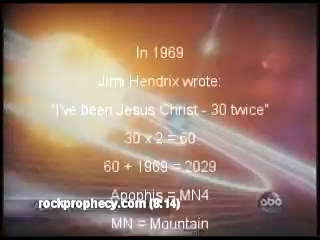 In 1969
Jimi Hendrix wrote:
"I've been Jesus Christ - 30 twice"
30 x 2 = 60
60 + 1969 = 2029
Apophis = MN4
rockprophecy.com (8:14)
abc
MN = Mountain